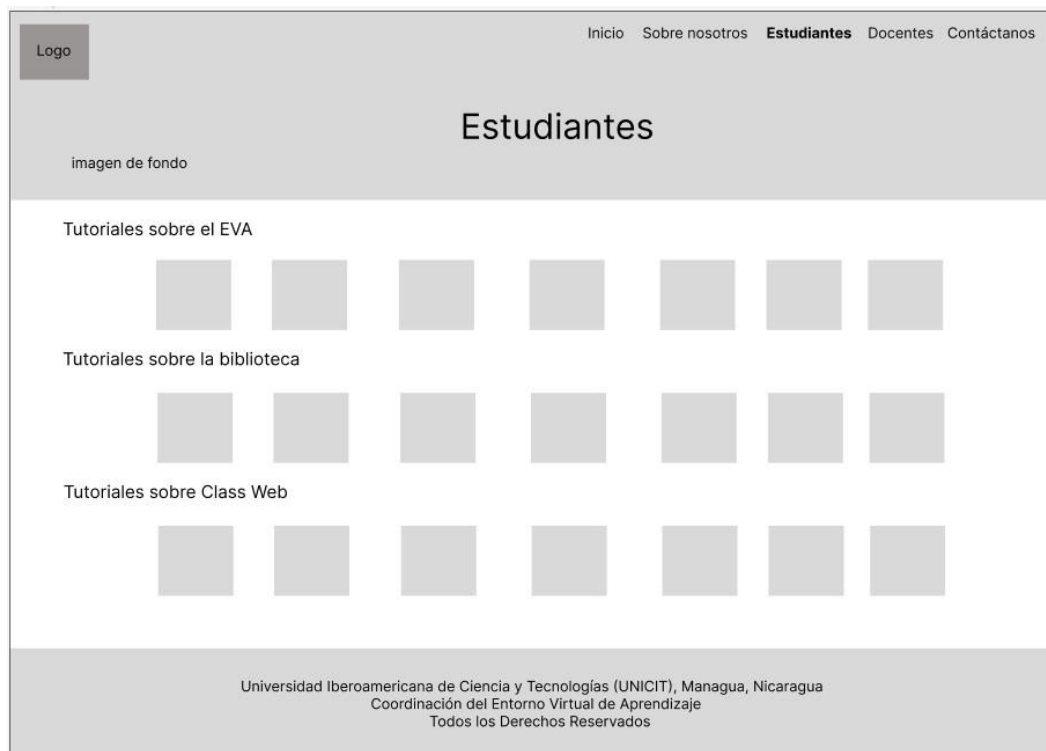 Logo
Inicio Sobre nosotros Estudiantes Docentes Contáctanos
Estudiantes
imagen de fondo
Tutoriales sobre el EVA
Tutoriales sobre la biblioteca
Tutoriales sobre Class Web
Universidad Iberoamericana de Ciencia y Tecnologías (UNICIT), Managua, Nicaragua
Coordinación del Entorno Virtual de Aprendizaje
Todos los Derechos Reservados